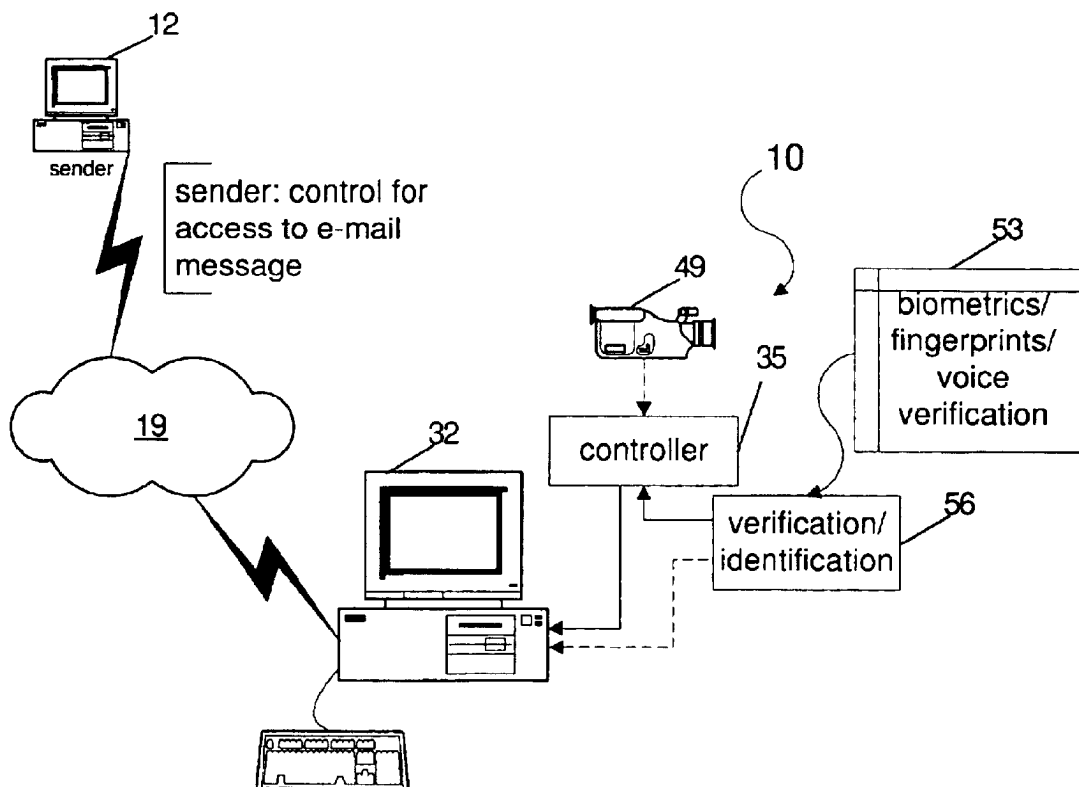 12
sender
sender: control for
access to e-mail
message
10
49
53
biometrics/
fingerprints/
voice
verification
35
controller
19
32
56
verification/
identification